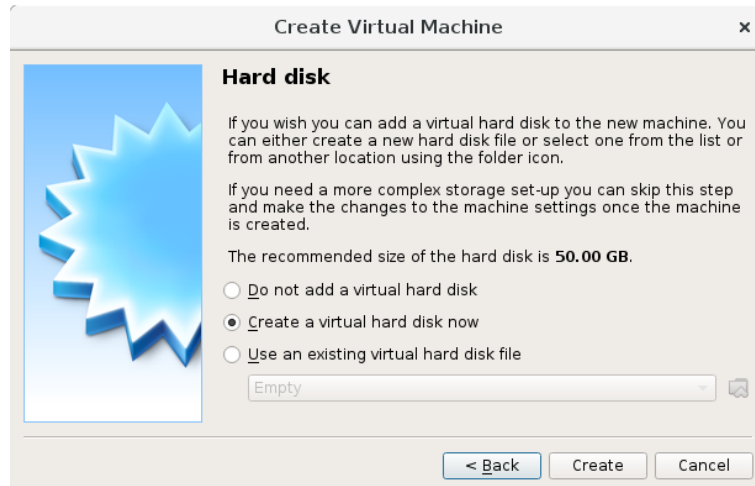 Create Virtual Machine
Hard disk
If you wish you can add a virtual hard disk to the new machine. You
can either create a new hard disk file or select one from the list or
from another location using the folder icon.
If you need a more complex storage set-up you can skip this step
and make the changes to the machine settings once the machine
is created.
The recommended size of the hard disk is 50.00 GB.
Do not add a virtual hard disk
Create a virtual hard disk now
Use an existing virtual hard disk file
Empty
< Back Create Cancel